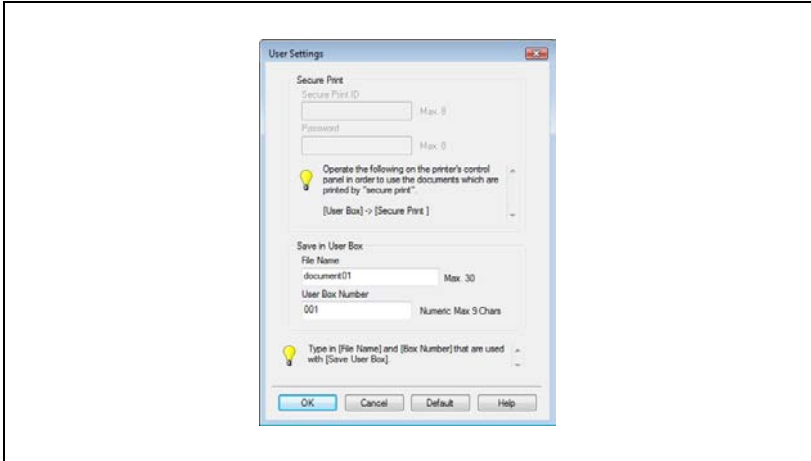 User Settings
Secure Print
Secure Print ID
Max. 8
Password
Max. 8
Operate the following on the printer's control
panel in order to use the documents which are
printed by "secure print".
[User Box] -> [Secure Print ]
Save in User Box
File Name
document01
Max. 30
User Box Number
001
Numeric Max 9 Chars
Type in [File Name] and [Box Number] that are used
with [Save User Box].
OK
Cancel
Default
Help